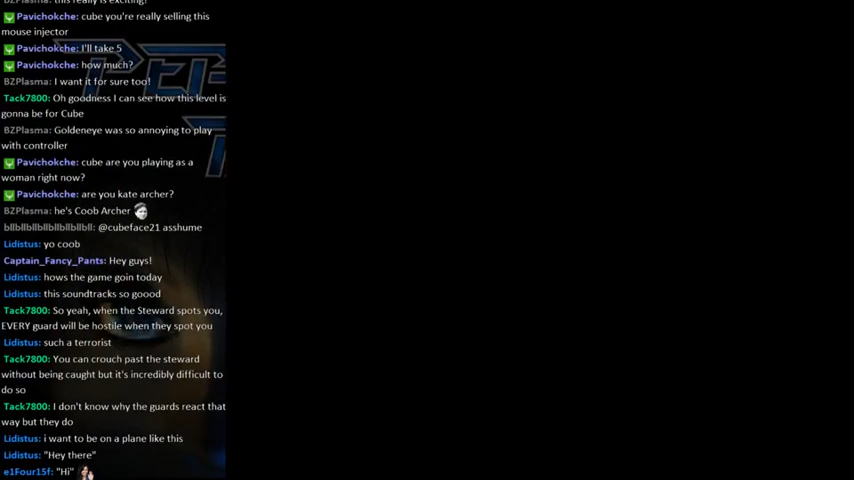 BZPlasma: this really is exciting!
Pavichokche: cube you're really selling this
mouse injector
Pavichokche: I'll take 5
Pavichokche: how much?
BZPlasma: I want it for sure too!
Tack7800: Oh goodness I can see how this level is
gonna be for Cube
BZPlasma: Goldeneye was so annoying to play
with controller
Pavichokche: cube are you playing as a
woman right now?
Pavichokche: are you kate archer?
BZPlasma: he's Coob Archer
bllbllbllbllbllbllbllbll: @cubeface21 asshume
Lidistus: yo coob
Captain_Fancy_Pants: Hey guys!
Lidistus: hows the game goin today
Lidistus: this soundtracks so goood
Tack7800: So yeah, when the Steward spots you,
EVERY guard will be hostile when they spot you
Lidistus: such a terrorist
Tack7800: You can crouch past the steward
without being caught but it's incredibly difficult to
do so
Tack7800: I don't know why the guards react that
way but they do
Lidistus: i want to be on a plane like this
Lidistus: "Hey there"
e1Four15f: "Hi"